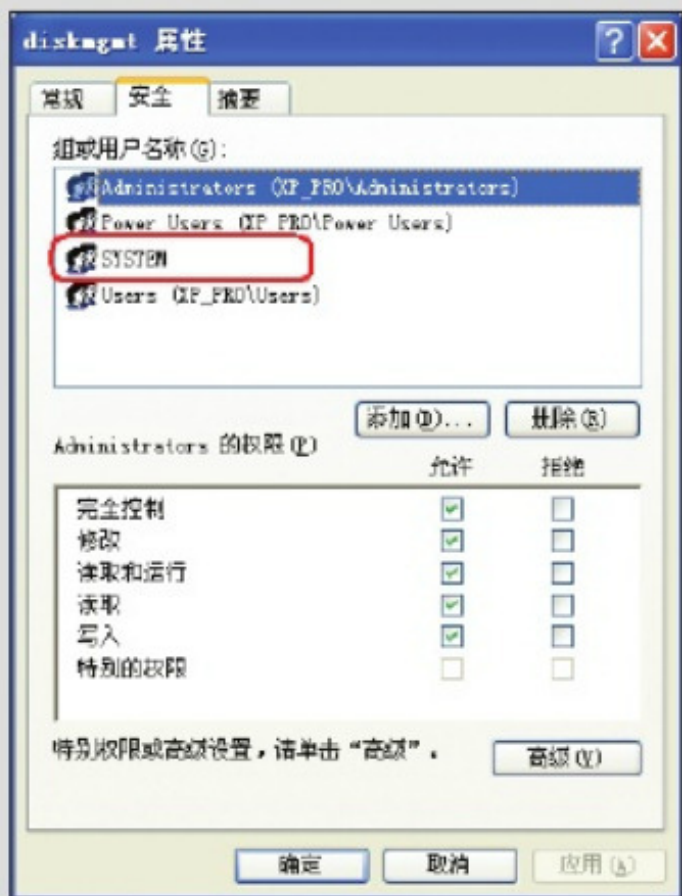 diskmgmt 属性
常规 安全 摘要
组或用户名称(G):
Administrators (XP_PRO\Administrators)
Power Users (XP_PRO\Power Users)
SYSTEM
Users (XP_PRO\Users)
添加(D)... 删除(R)
Administrators 的权限(P) 允许 拒绝
完全控制
修改
读取和运行
读取
写入
特别的权限
特别权限或高级设置，请单击“高级”。 高级(V)
确定 取消 应用(A)